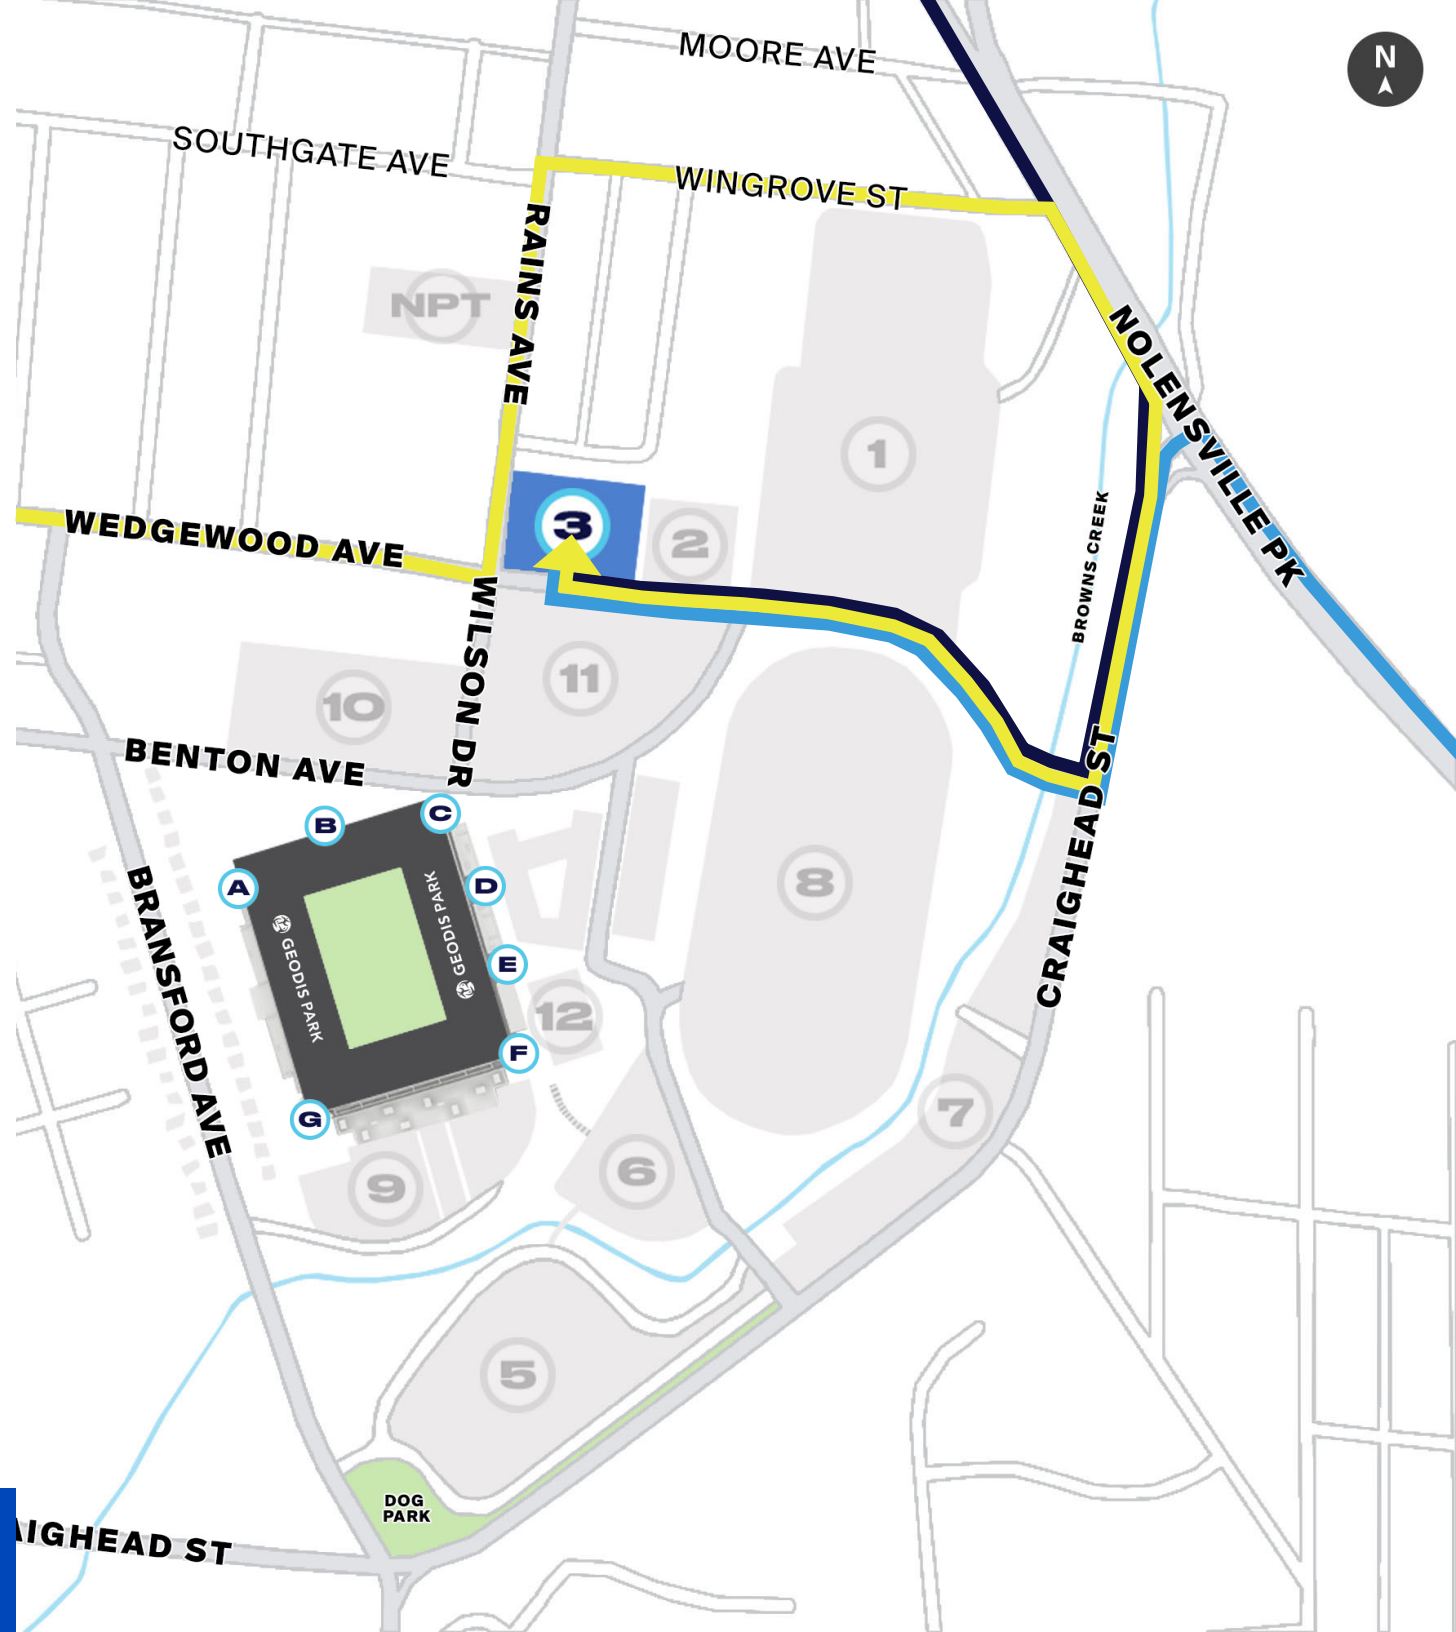 MOORE AVE
N
SOUTHGATE AVE
WINGROVE ST
RAINS AVE
NPT
NOLENSVILLE PK
1
3
2
WEDGEWOOD AVE
BROWNS CREEK
WILSON DR
11
10
BENTON AVE
CRAIGHEAD ST
B
C
A
D
8
GEODIS PARK
GEODIS PARK
E
BRANSFORD AVE
12
F
G
7
6
9
5
DOG
PARK
AIGHEAD ST